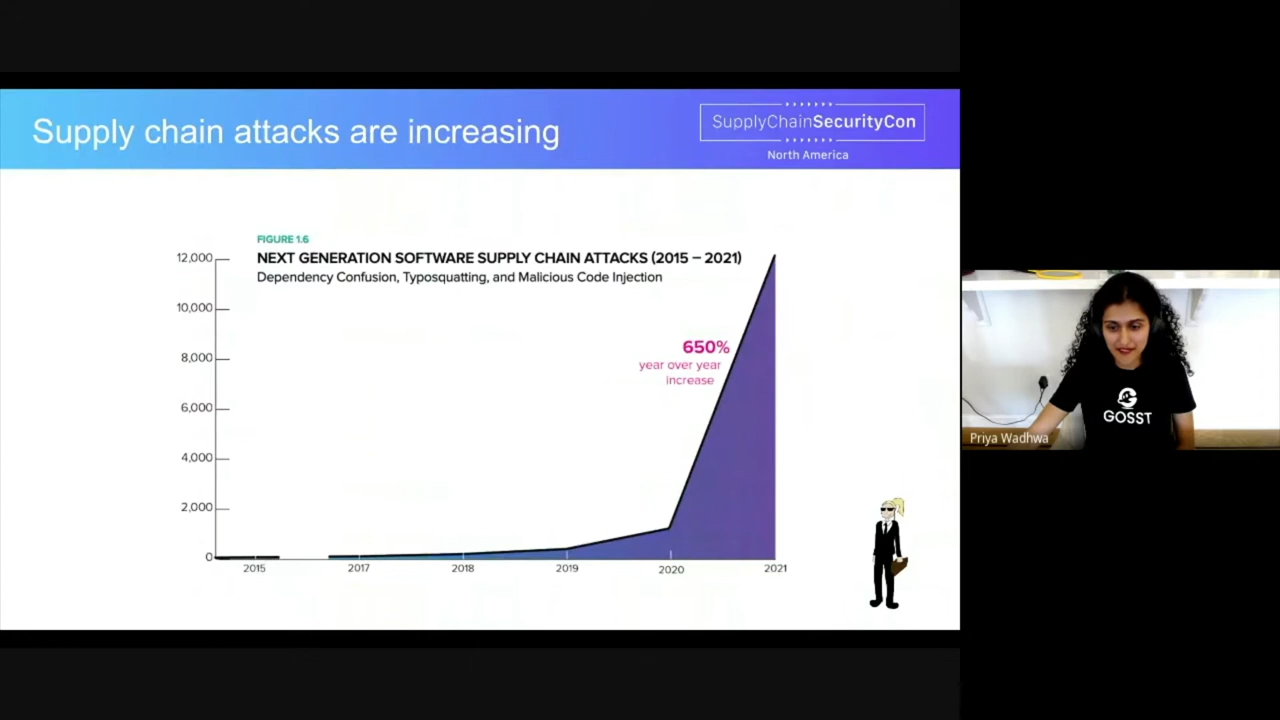 Supply chain attacks are increasing
SupplyChainSecurityCon
North America
FIGURE 1.6
NEXT GENERATION SOFTWARE SUPPLY CHAIN ATTACKS (2015 – 2021)
Dependency Confusion, Typosquatting, and Malicious Code Injection
12,000
10,000
8,000
6,000
4,000
2,000
0
650%
year over year
increase
2015
2017
2018
2019
2020
2021
GOSST
Priya Wadhwa